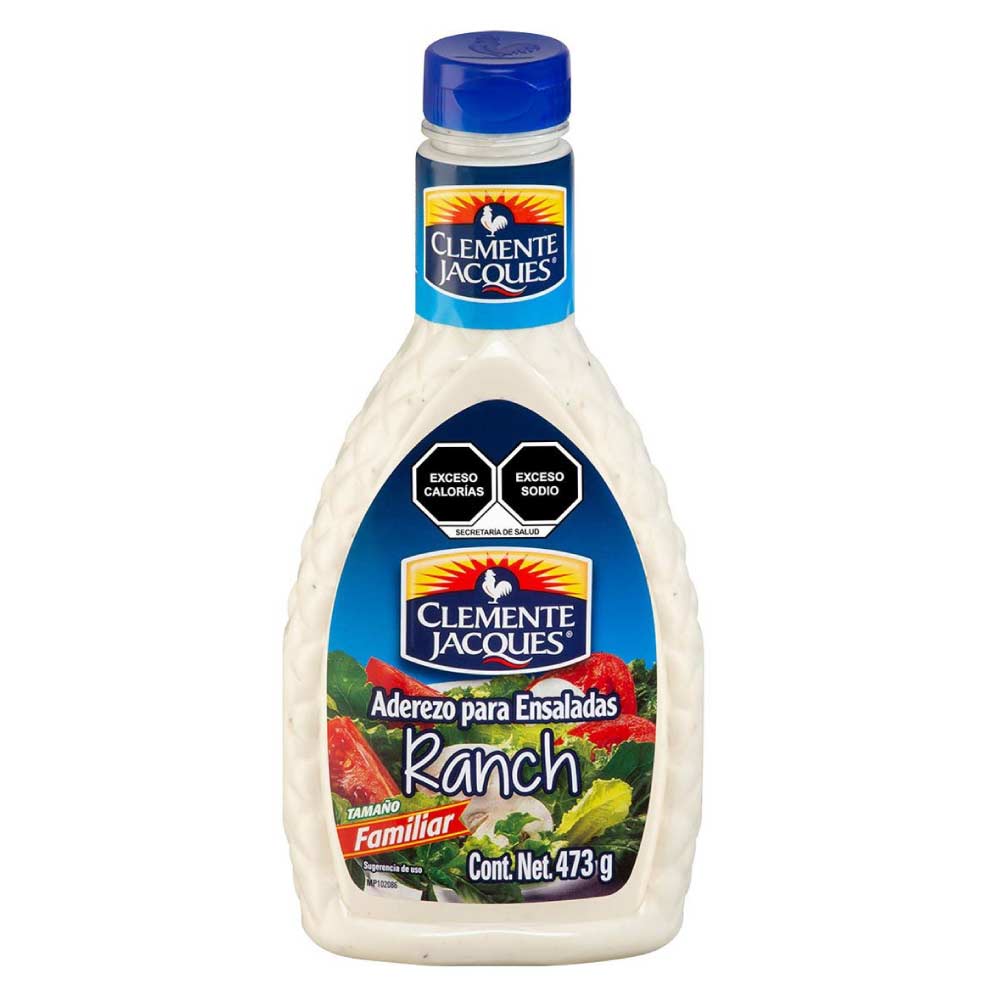 CLEMENTE
JACQUES®
EXCESO
CALORÍAS
EXCESO
SODIO
SECRETARÍA DE SALUD
CLEMENTE
JACQUES®
Aderezo para Ensaladas
Ranch
TAMAÑO
Familiar
Sugerencia de uso
MP102086
Cont. Net. 473 g